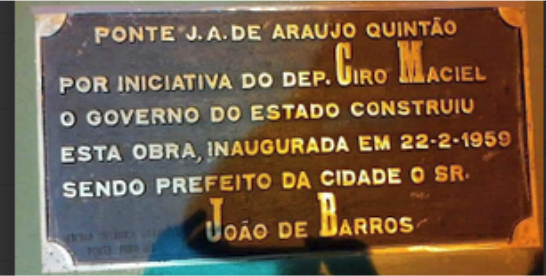 PONTE J.A. DE ARAUJO QUINTÃO
POR INICIATIVA DO DEP. CIRO MACIEL
O GOVERNO DO ESTADO CONSTRUIU
ESTA OBRA, INAUGURADA EM 22-2-1959
SENDO PREFEITO DA CIDADE O SR.
JOÃO DE BARROS